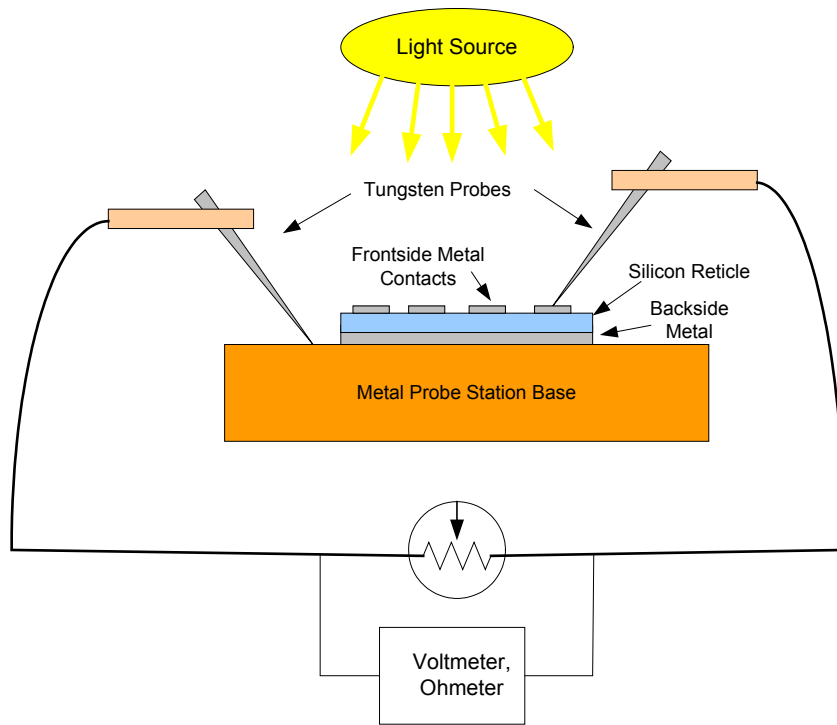 Light Source
Tungsten Probes
Frontside Metal
Contacts
Silicon Reticle
Backside
Metal
Metal Probe Station Base
Voltmeter,
Ohmeter